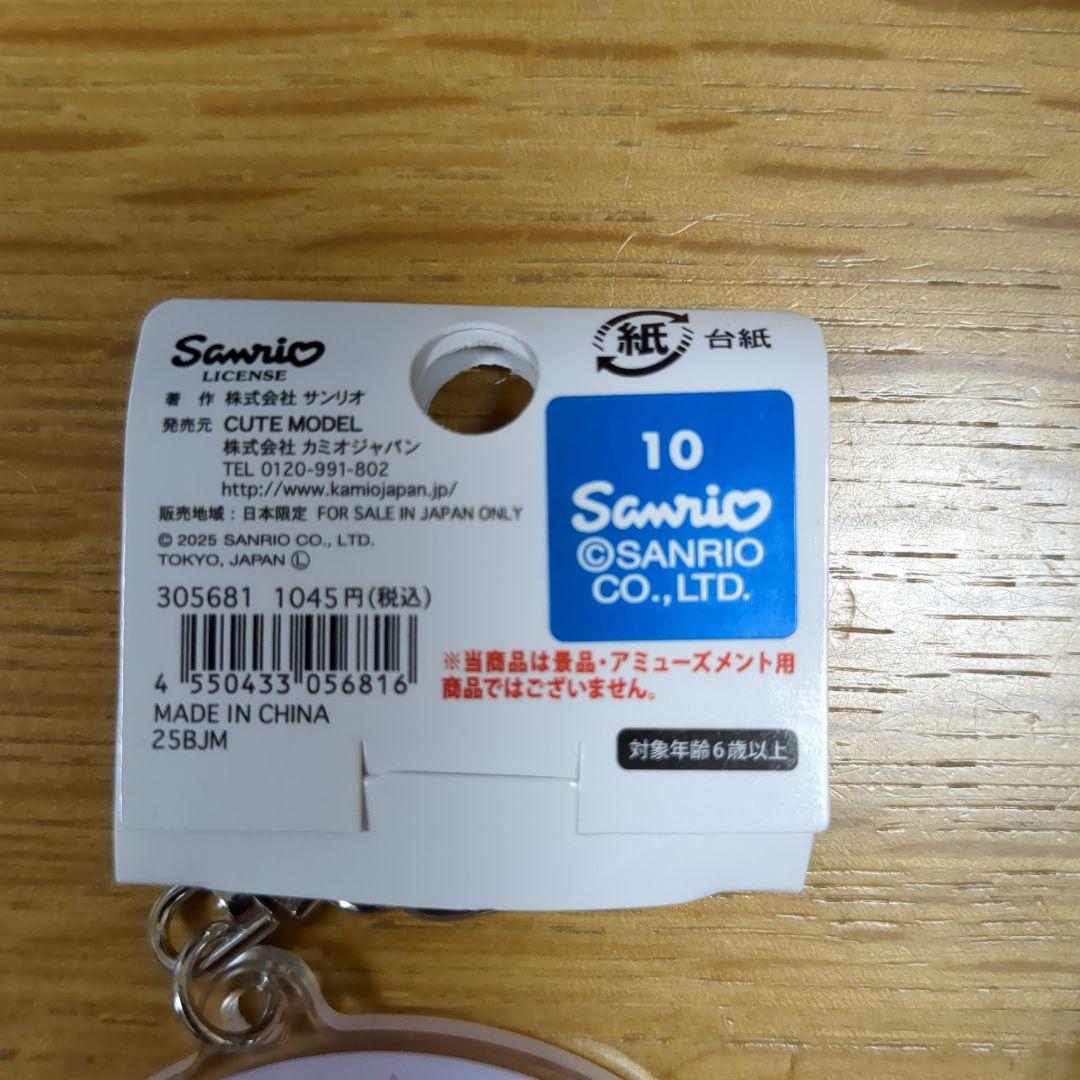 Sanrio
LICENSE
著 作 株式会社 サンリオ
発売元 CUTE MODEL
株式会社 カミオジャパン
TEL 0120-991-802
http://www.kamiojapan.jp/
販売地域：日本限定 FOR SALE IN JAPAN ONLY
© 2025 SANRIO CO., LTD.
TOKYO, JAPAN Ⓛ
305681 1045円(税込)
4 550433 056816
MADE IN CHINA
25BJM
紙 台紙
10
Sanrio
©SANRIO
CO.,LTD.
※当商品は景品・アミューズメント用
商品ではございません。
対象年齢6歳以上